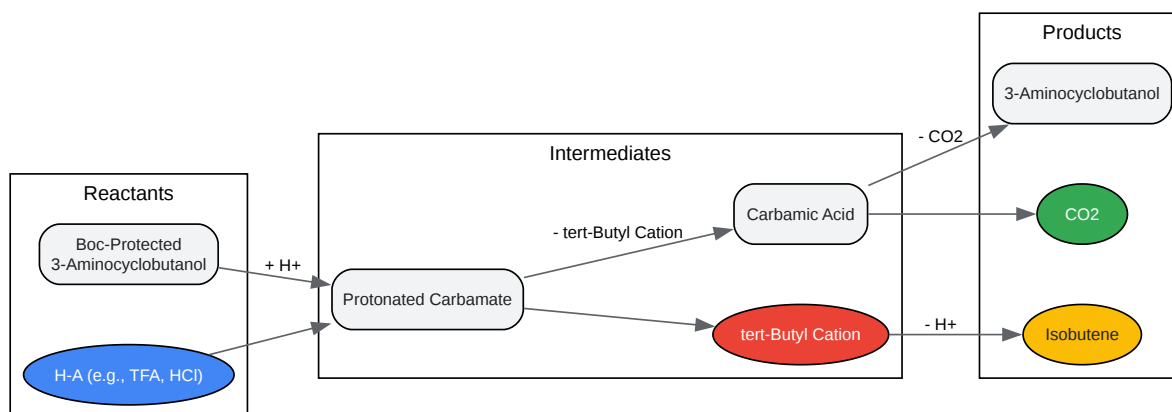 Reactants
Boc-Protected
3-Aminocyclobutanol
H-A (e.g., TFA, HCl)
+ H+
Intermediates
Protonated Carbamate
- tert-Butyl Cation
Carbamic Acid
tert-Butyl Cation
- CO2
- H+
Products
3-Aminocyclobutanol
CO2
Isobutene